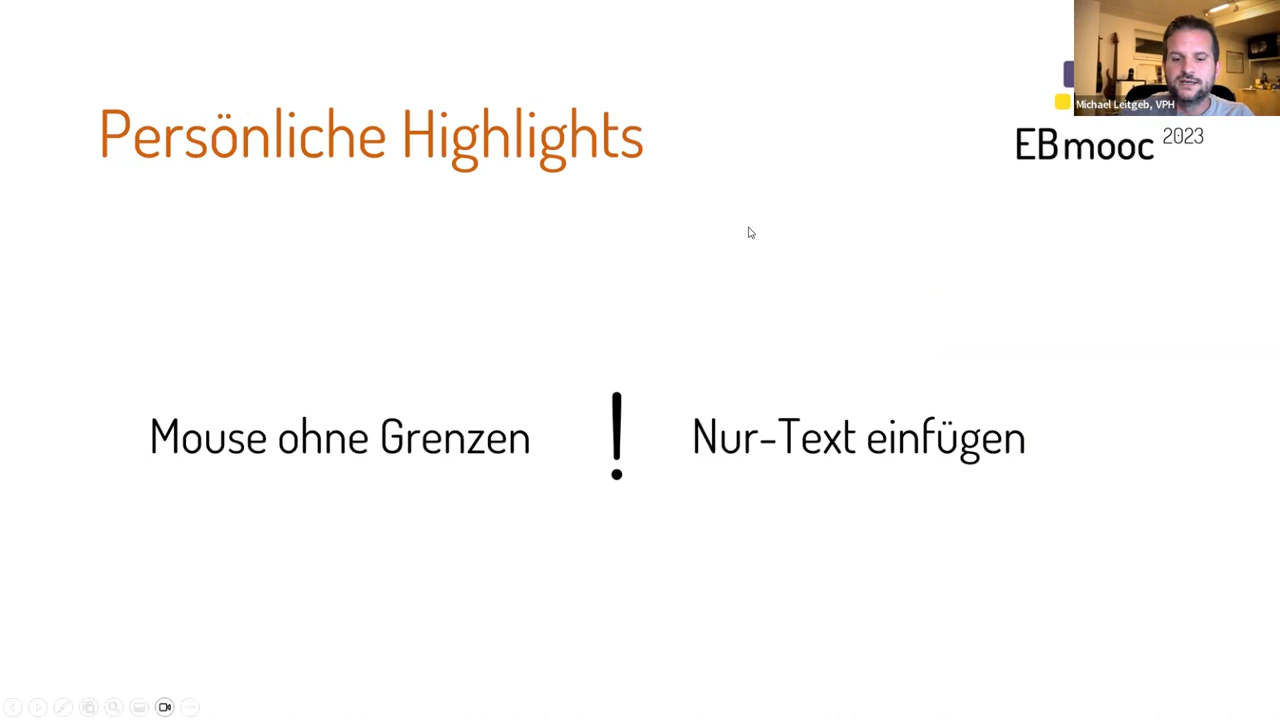 Michael Leitgeb, VPH
Persönliche Highlights
EBmooc 2023
Mouse ohne Grenzen
!
Nur-Text einfügen